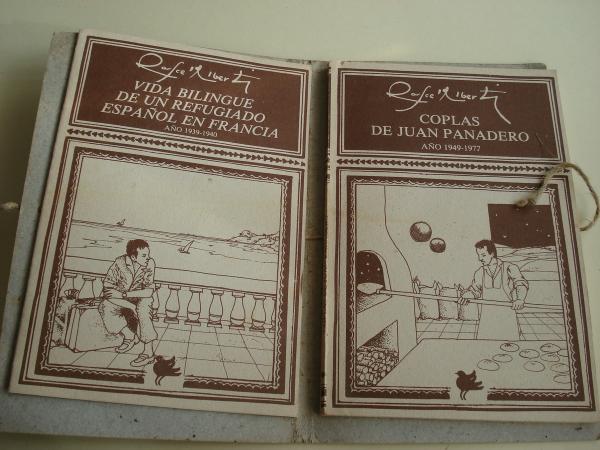 Rafael Alberti
VIDA BILINGUE
DE UN REFUGIADO
ESPAÑOL EN FRANCIA
AÑO 1939-1940
Rafael Alberti
COPLAS
DE JUAN PANADERO
AÑO 1949-1977